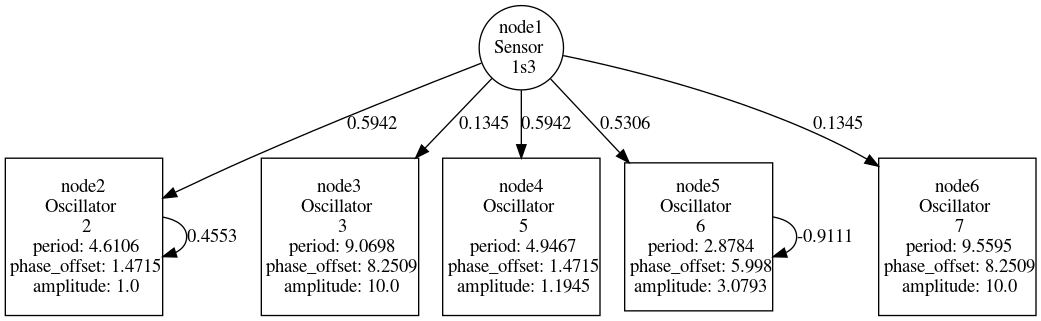 node1
Sensor
1s3
0.5942
0.1345
0.5942
0.5306
0.1345
node2
Oscillator
2
period: 4.6106
phase_offset: 1.4715
amplitude: 1.0
0.4553
node3
Oscillator
3
period: 9.0698
phase_offset: 8.2509
amplitude: 10.0
node4
Oscillator
5
period: 4.9467
phase_offset: 1.4715
amplitude: 1.1945
node5
Oscillator
6
period: 2.8784
phase_offset: 5.998
amplitude: 3.0793
-0.9111
node6
Oscillator
7
period: 9.5595
phase_offset: 8.2509
amplitude: 10.0